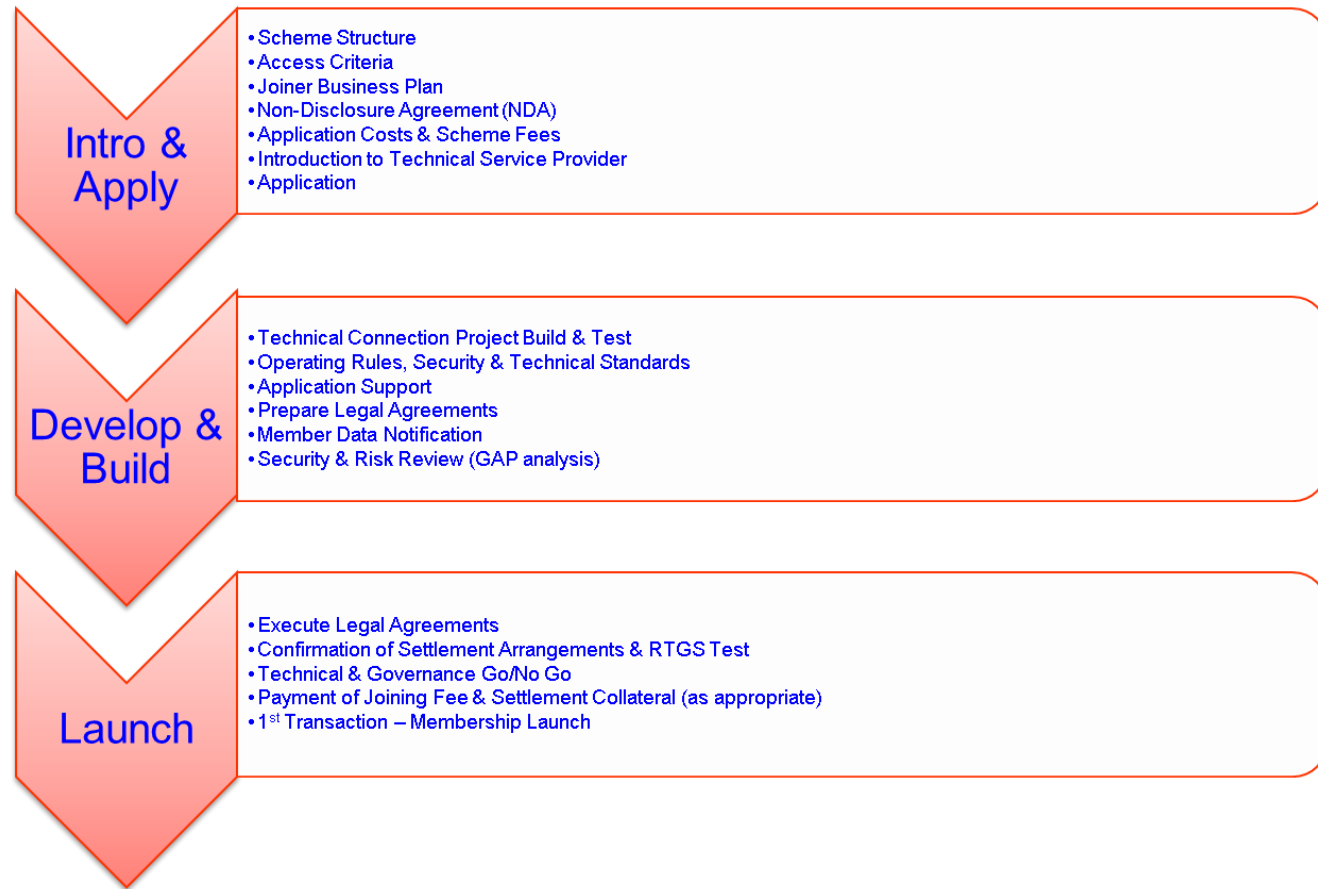 Intro &
Apply
•Scheme Structure
•Access Criteria
•Joiner Business Plan
•Non-Disclosure Agreement (NDA)
•Application Costs & Scheme Fees
•Introduction to Technical Service Provider
•Application
Develop &
Build
•Technical Connection Project Build & Test
•Operating Rules, Security & Technical Standards
•Application Support
•Prepare Legal Agreements
•Member Data Notification
•Security & Risk Review (GAP analysis)
Launch
•Execute Legal Agreements
•Confirmation of Settlement Arrangements & RTGS Test
•Technical & Governance Go/No Go
•Payment of Joining Fee & Settlement Collateral (as appropriate)
•1st Transaction – Membership Launch